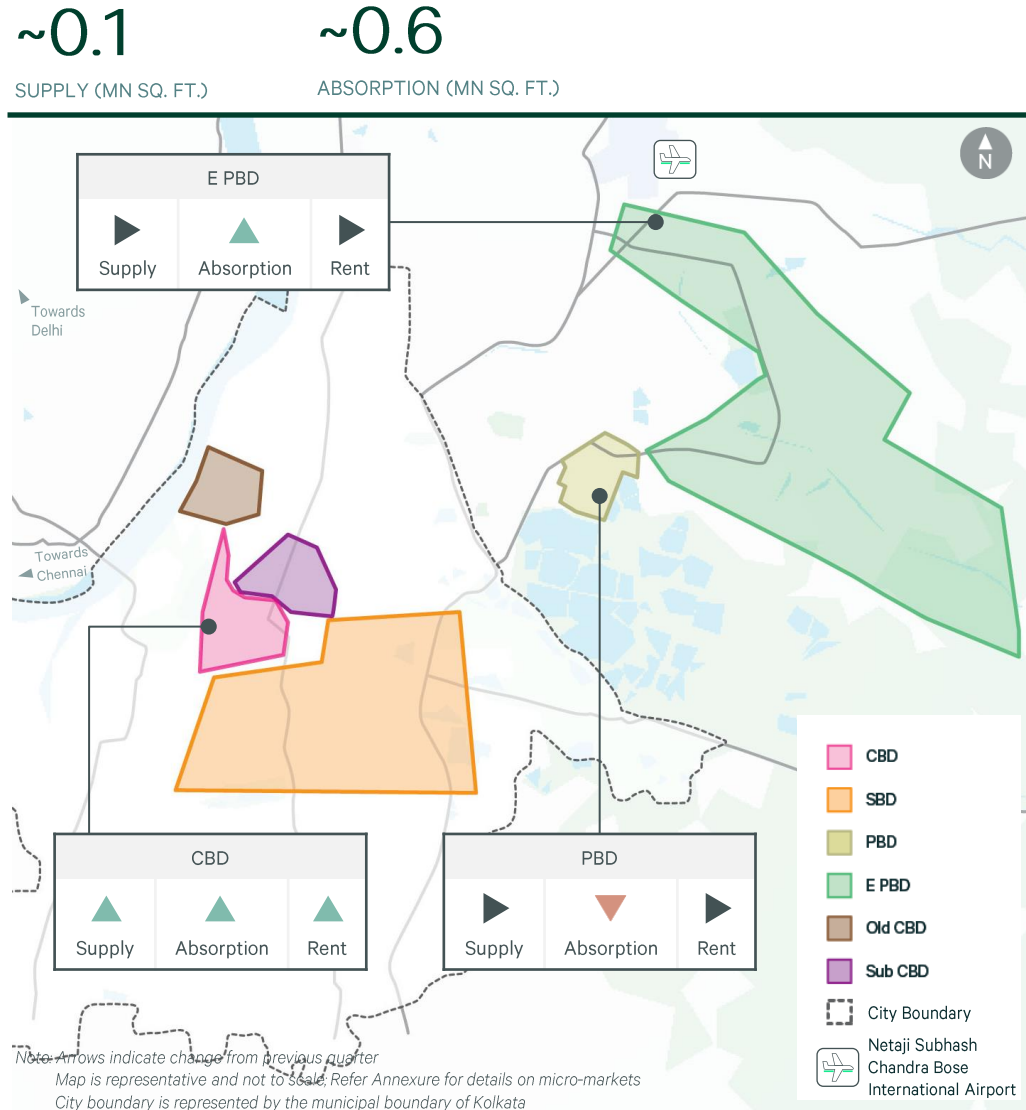 ~0.1
SUPPLY (MN SQ. FT.)
~0.6
ABSORPTION (MN SQ. FT.)
N
E PBD
Supply Absorption Rent
Towards
Delhi
Towards
Chennai
CBD
Supply Absorption Rent
PBD
Supply Absorption Rent
CBD
SBD
PBD
E PBD
Old CBD
Sub CBD
City Boundary
Netaji Subhash
Chandra Bose
International Airport
Note: Arrows indicate change from previous quarter
Map is representative and not to scale; Refer Annexure for details on micro-markets
City boundary is represented by the municipal boundary of Kolkata